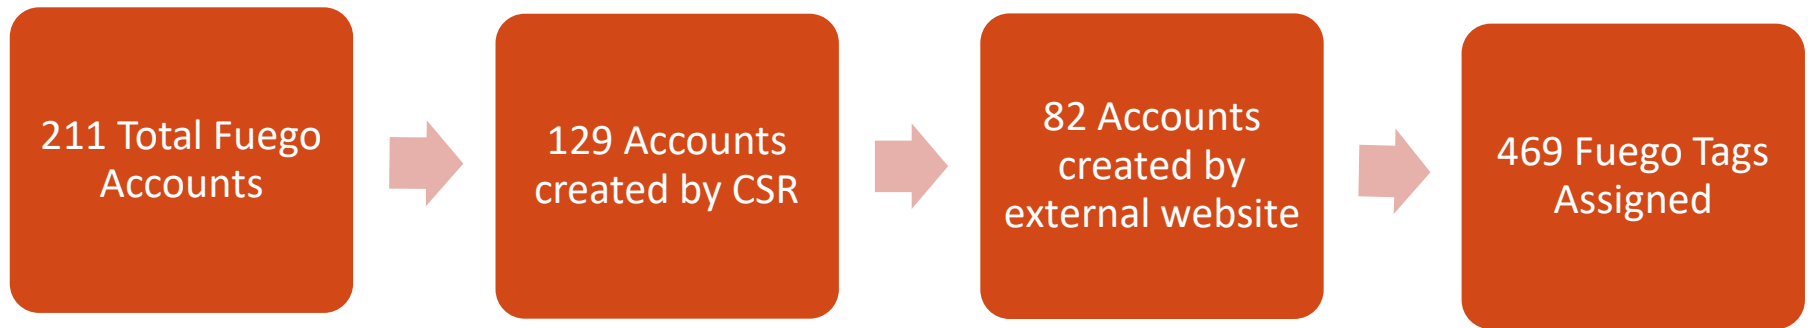 211 Total Fuego
Accounts
129 Accounts
created by CSR
82 Accounts
created by
external website
469 Fuego Tags
Assigned